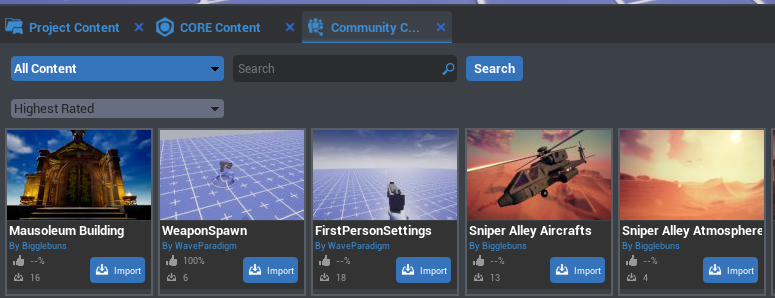 Project Content CORE Content Community C...
All Content Search Search
Highest Rated
Mausoleum Building WeaponSpawn FirstPersonSettings Sniper Alley Aircrafts Sniper Alley Atmosphere
By Bigglebuns By WaveParadigm By WaveParadigm By Bigglebuns By Bigglebuns
--% 100% --% --% --%
16 Import 6 Import 18 Import 13 Import 4 Import